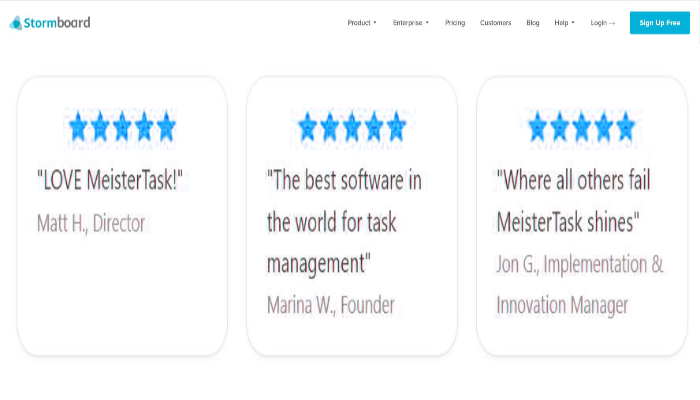 Stormboard
Product
Enterprise
Pricing
Customers
Blog
Help
Login →
Sign Up Free
"LOVE MeisterTask!"
Matt H., Director
"The best software in
the world for task
management"
Marina W., Founder
"Where all others fail
MeisterTask shines"
Jon G., Implementation &
Innovation Manager